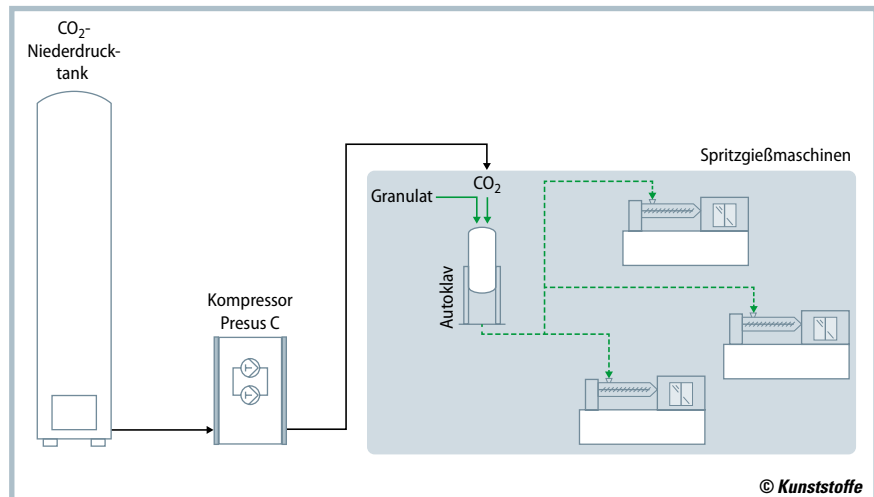 CO₂-
Niederdruck-
tank
Spritzgießmaschinen
CO₂
Granulat
Autoklav
Kompressor
Presus C
© Kunststoffe